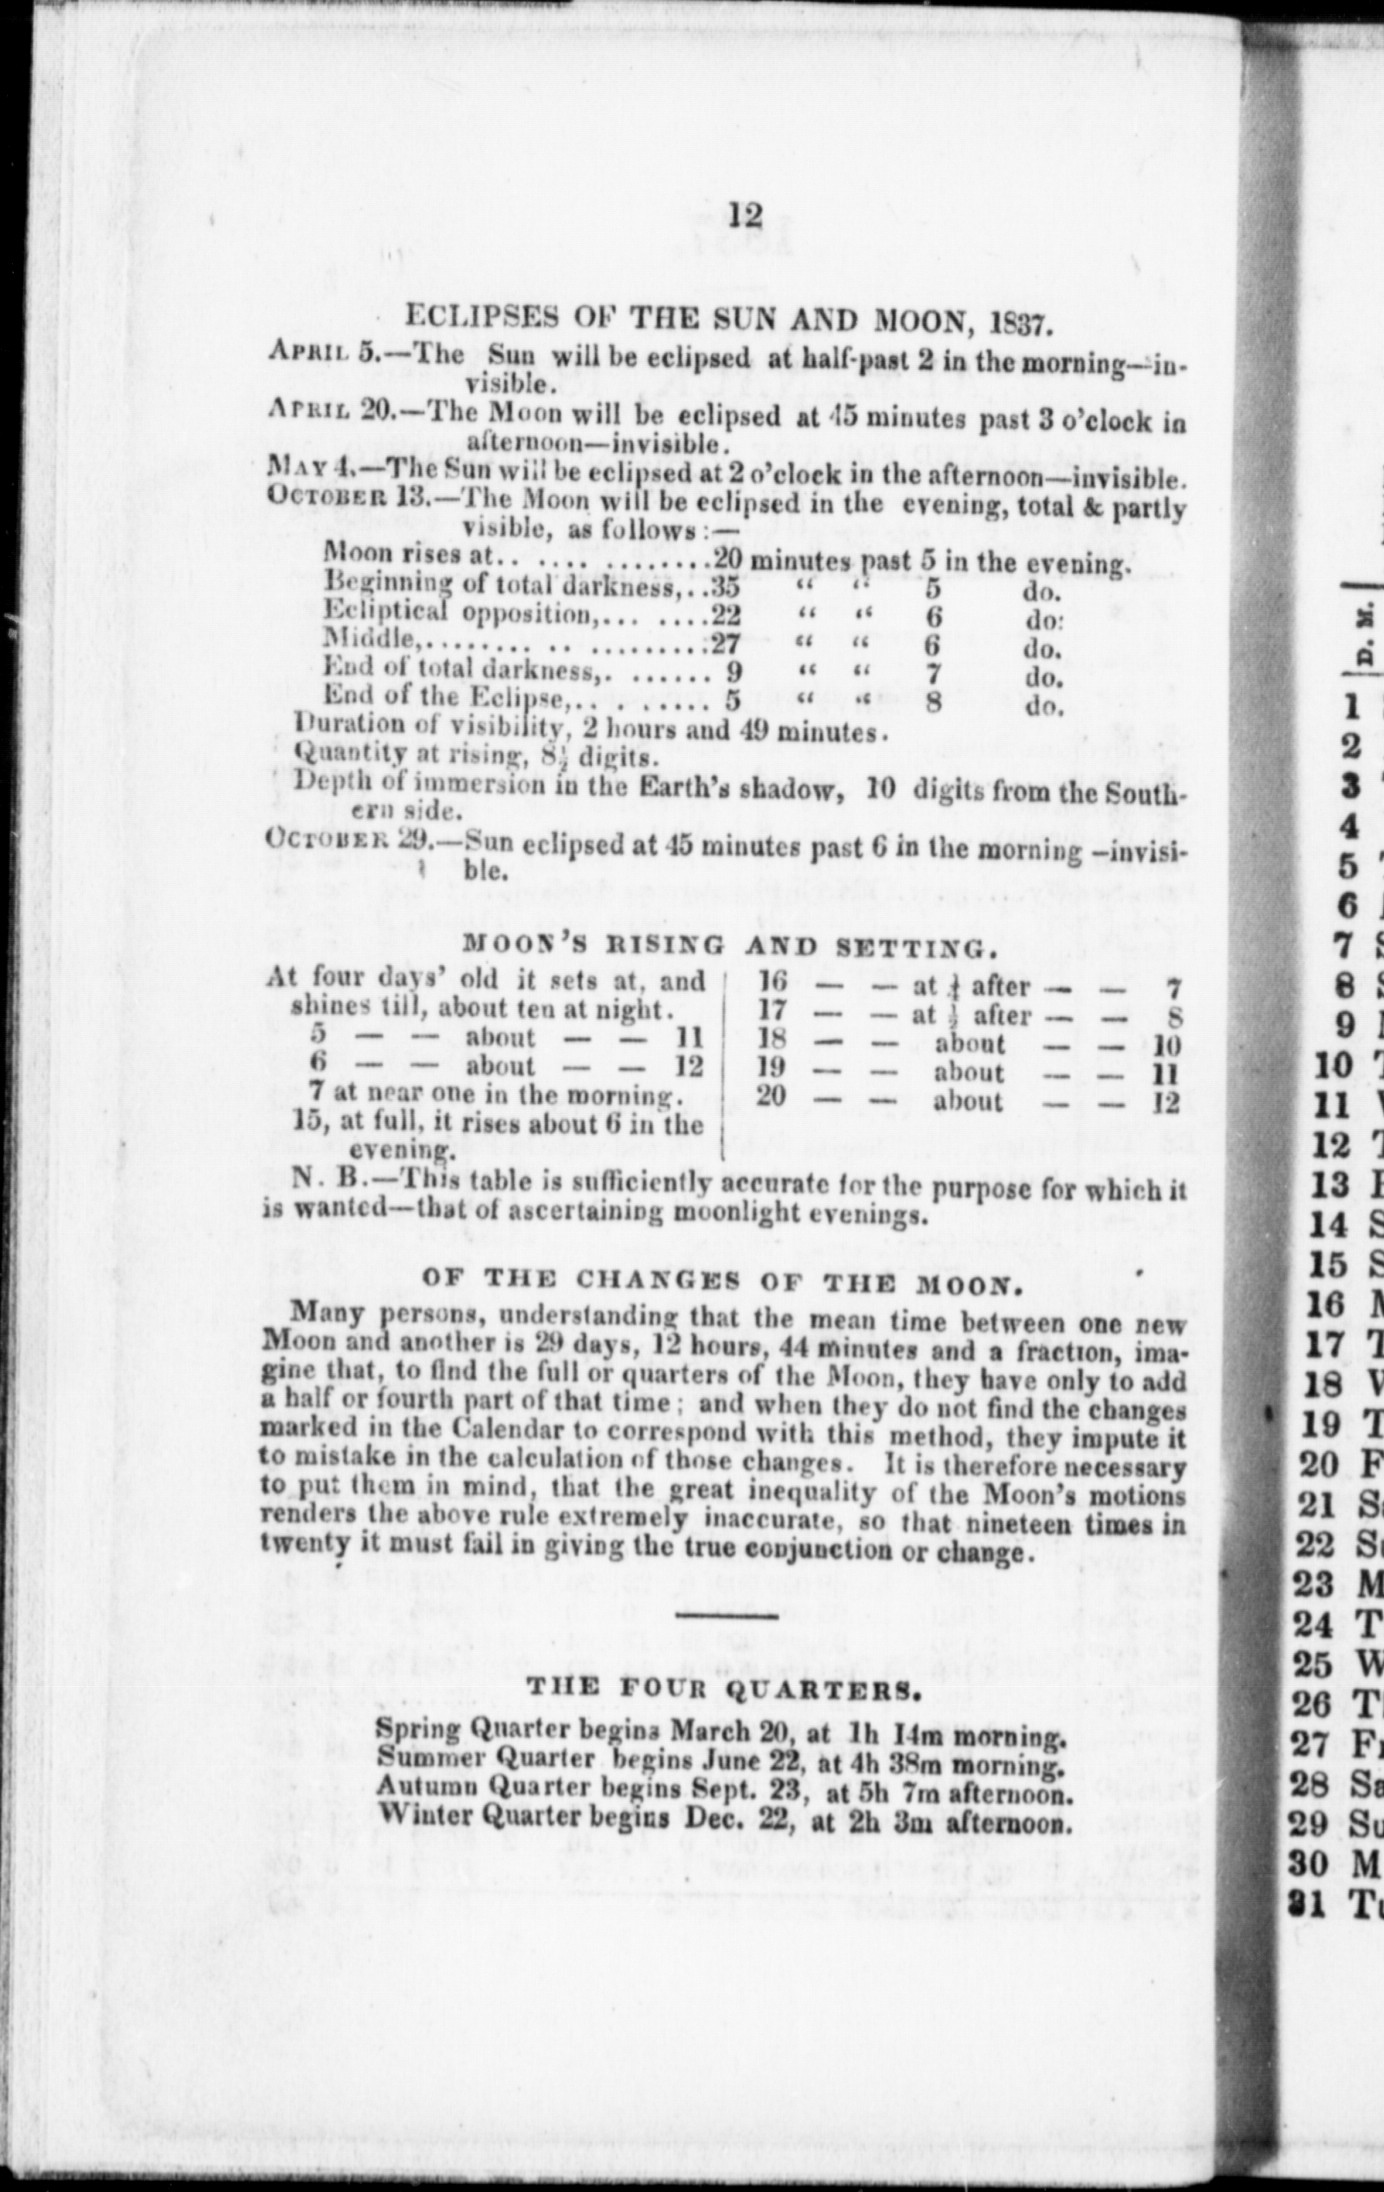 12
ECLIPSES OF THE SUN AND MOON, 1837.
APRIL 5.—The Sun will be eclipsed at half-past 2 in the morning—in-
visible.
APRIL 20.—The Moon will be eclipsed at 45 minutes past 3 o'clock in
afternoon—invisible.
MAY 4.—The Sun will be eclipsed at 2 o'clock in the afternoon—invisible.
OCTOBER 13.—The Moon will be eclipsed in the evening, total & partly
visible, as follows:—
Moon rises at.. .... .........20 minutes past 5 in the evening.
Beginning of total darkness,..35 “ “ 5 do.
Ecliptical opposition,... ....22 “ “ 6 do:
Middle,......... .. ..........27 “ “ 6 do.
End of total darkness,. ...... 9 “ “ 7 do.
End of the Eclipse,.. . ...... 5 “ “ 8 do.
Duration of visibility, 2 hours and 49 minutes.
Quantity at rising, 8½ digits.
Depth of immersion in the Earth's shadow, 10 digits from the South-
ern side.
OCTOBER 29.—Sun eclipsed at 45 minutes past 6 in the morning –invisi-
ble.
MOON'S RISING AND SETTING.
At four days' old it sets at, and
shines till, about ten at night.
5 — — about — — 11
6 — — about — — 12
7 at near one in the morning.
15, at full, it rises about 6 in the
evening.
16 — — at after — — 7
17 — — at ½ after — — 8
18 — — about — — 10
19 — — about — — 11
20 — — about — — 12
N. B.—This table is sufficiently accurate for the purpose for which it
is wanted—that of ascertaining moonlight evenings.
OF THE CHANGES OF THE MOON.
Many persons, understanding that the mean time between one new
Moon and another is 29 days, 12 hours, 44 minutes and a fraction, ima-
gine that, to find the full or quarters of the Moon, they have only to add
a half or fourth part of that time; and when they do not find the changes
marked in the Calendar to correspond with this method, they impute it
to mistake in the calculation of those changes. It is therefore necessary
to put them in mind, that the great inequality of the Moon's motions
renders the above rule extremely inaccurate, so that nineteen times in
twenty it must fail in giving the true conjunction or change.
THE FOUR QUARTERS.
Spring Quarter begins March 20, at 1h 14m morning.
Summer Quarter begins June 22, at 4h 38m morning.
Autumn Quarter begins Sept. 23, at 5h 7m afternoon.
Winter Quarter begins Dec. 22, at 2h 3m afternoon.
D. M.
1
2
3
4
5
6
7
8
9
10
11
12
13
14
15
16
17
18
19
20 F
21
22
23 M
24 T
25 W
26 T
27 F
28 Sa
29 Su
30 M
31 Tu